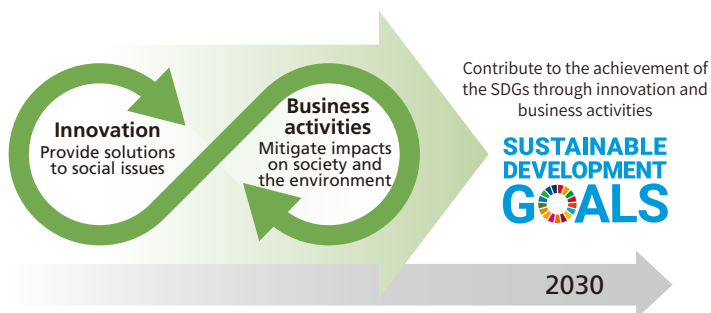 Innovation
Provide solutions
to social issues
Business
activities
Mitigate impacts
on society and
the environment
Contribute to the achievement of
the SDGs through innovation and
business activities
SUSTAINABLE
DEVELOPMENT
GOALS
2030